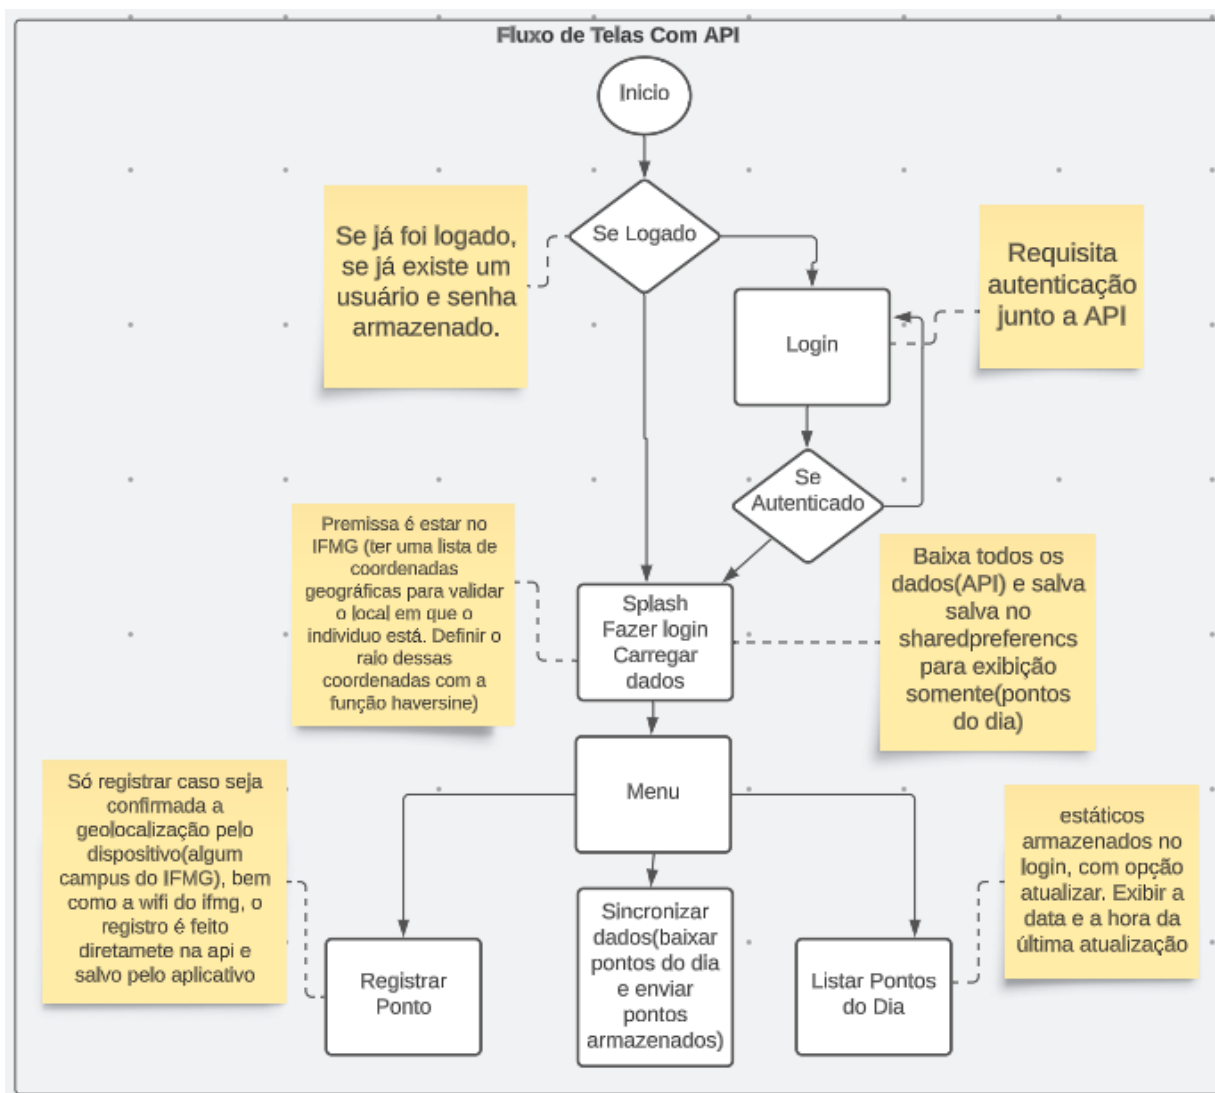 Fluxo de Telas Com API
Inicio
Se já foi logado,
se já existe um
usuário e senha
armazenado.
Se Logado
Requisita
autenticação
junto a API
Login
Se
Autenticado
Premissa é estar no
IFMG (ter uma lista de
coordenadas
geográficas para validar
o local em que o
individuo está. Definir o
raio dessas
coordenadas com a
função haversine)
Splash
Fazer login
Carregar
dados
Baixa todos os
dados(API) e salva
salva no
sharedpreferencs
para exibição
somente(pontos
do dia)
Menu
Só registrar caso seja
confirmada a
geolocalização pelo
dispositivo(algum
campus do IFMG), bem
como a wifi do ifmg, o
registro é feito
diretamete na api e
salvo pelo aplicativo
Registrar
Ponto
Sincronizar
dados(baixar
pontos do dia
e enviar
pontos
armazenados)
Listar Pontos
do Dia
estáticos
armazenados no
login, com opção
atualizar. Exibir a
data e a hora da
última atualização